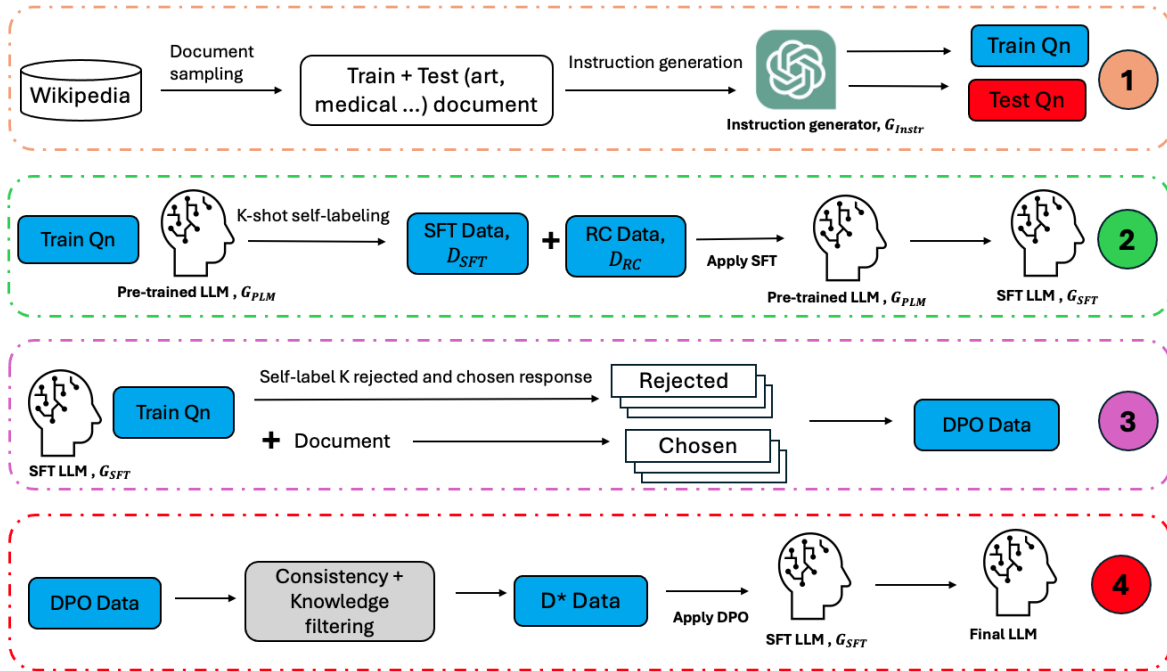 Wikipedia
Document
sampling
Train + Test (art,
medical ...) document
Instruction generation
Instruction generator, G_Instr
Train Qn
Test Qn
1
Train Qn
Pre-trained LLM , G_PLM
K-shot self-labeling
SFT Data,
D_SFT
+
RC Data,
D_RC
Apply SFT
Pre-trained LLM , G_PLM
SFT LLM , G_SFT
2
SFT LLM , G_SFT
Train Qn
Self-label K rejected and chosen response
+ Document
Rejected
Chosen
DPO Data
3
DPO Data
Consistency +
Knowledge
filtering
D* Data
Apply DPO
SFT LLM , G_SFT
Final LLM
4